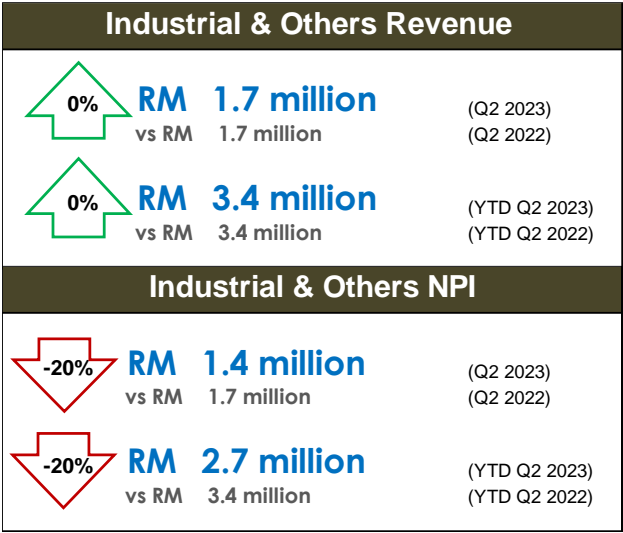 Industrial & Others Revenue
0% RM 1.7 million (Q2 2023)
vs RM 1.7 million (Q2 2022)
0% RM 3.4 million (YTD Q2 2023)
vs RM 3.4 million (YTD Q2 2022)
Industrial & Others NPI
-20% RM 1.4 million (Q2 2023)
vs RM 1.7 million (Q2 2022)
-20% RM 2.7 million (YTD Q2 2023)
vs RM 3.4 million (YTD Q2 2022)